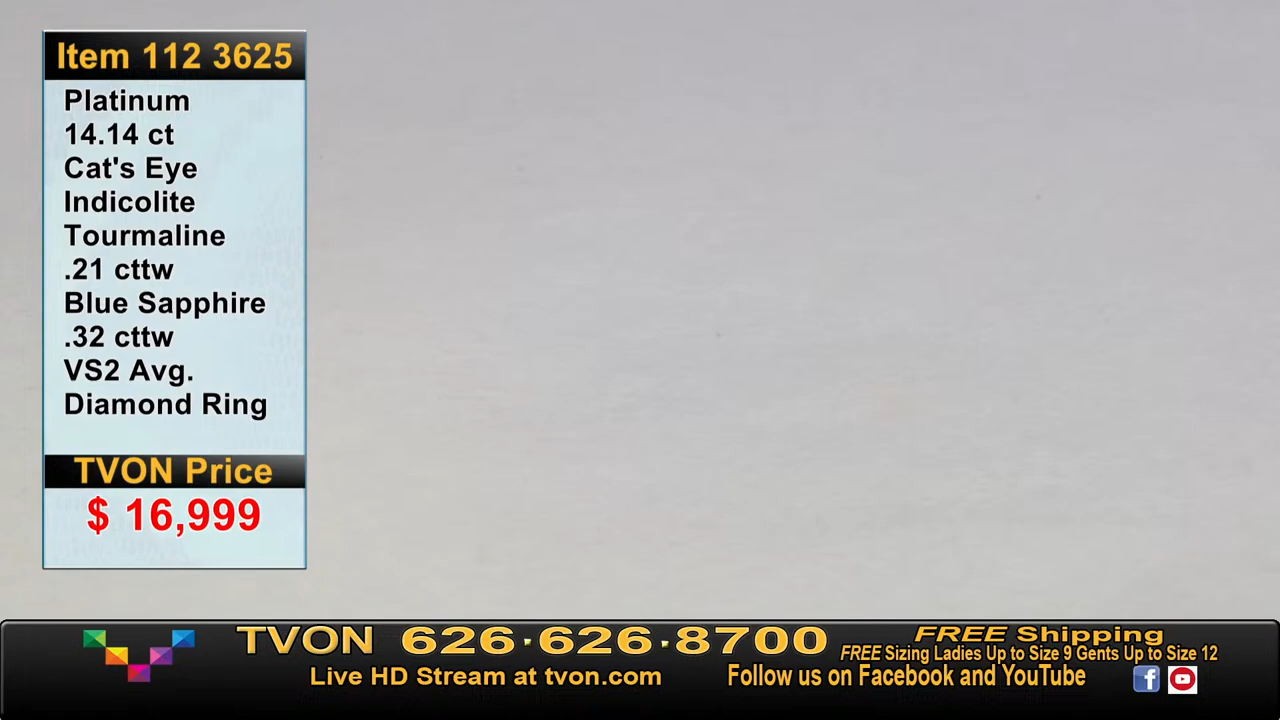 Item 112 3625
Platinum
14.14 ct
Cat's Eye
Indicolite
Tourmaline
.21 cttw
Blue Sapphire
.32 cttw
VS2 Avg.
Diamond Ring
TVON Price
$ 16,999
TVON 626·626·8700
Live HD Stream at tvon.com
FREE Shipping
FREE Sizing Ladies Up to Size 9 Gents Up to Size 12
Follow us on Facebook and YouTube
f